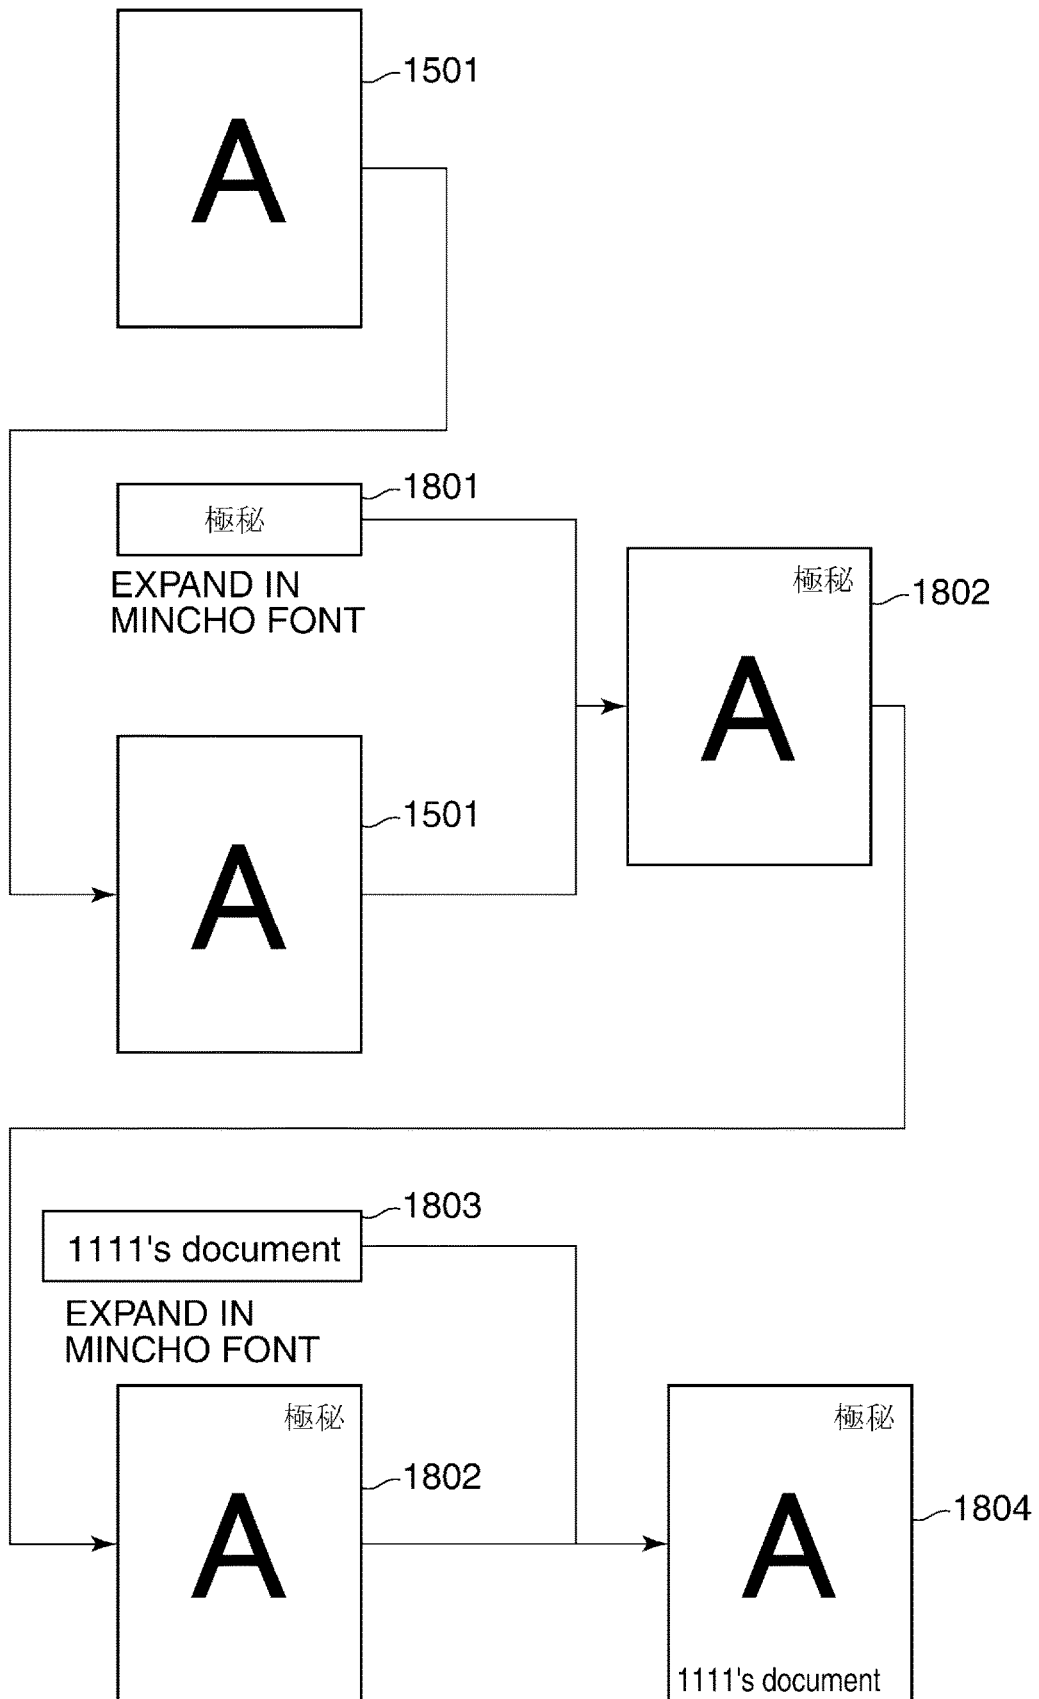 1501
A
1801
極秘
EXPAND IN
MINCHO FONT
極秘
1802
A
1501
A
1803
1111's document
EXPAND IN
MINCHO FONT
極秘
1802
A
極秘
1804
A
1111's document